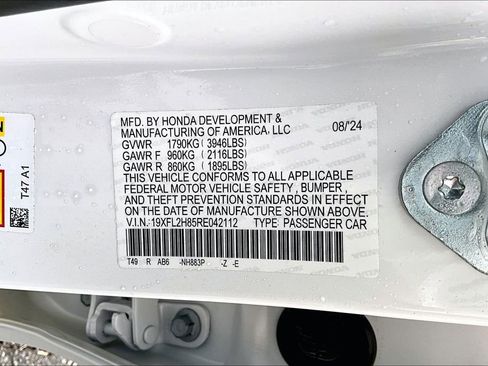 MFD. BY HONDA DEVELOPMENT &
MANUFACTURING OF AMERICA, LLC 08/'24
GVWR 1790KG ( 3946LBS)
GAWR F 960KG ( 2116LBS)
GAWR R 860KG ( 1895LBS)
THIS VEHICLE CONFORMS TO ALL APPLICABLE
FEDERAL MOTOR VEHICLE SAFETY , BUMPER ,
AND THEFT PREVENTION STANDARDS IN EFFECT
ON THE DATE OF MANUFACTURE SHOWN ABOVE.
V.I.N.: 19XFL2H85RE042112 TYPE: PASSENGER CAR
T49 R AB6 -NH883P -Z -E
T47 A1